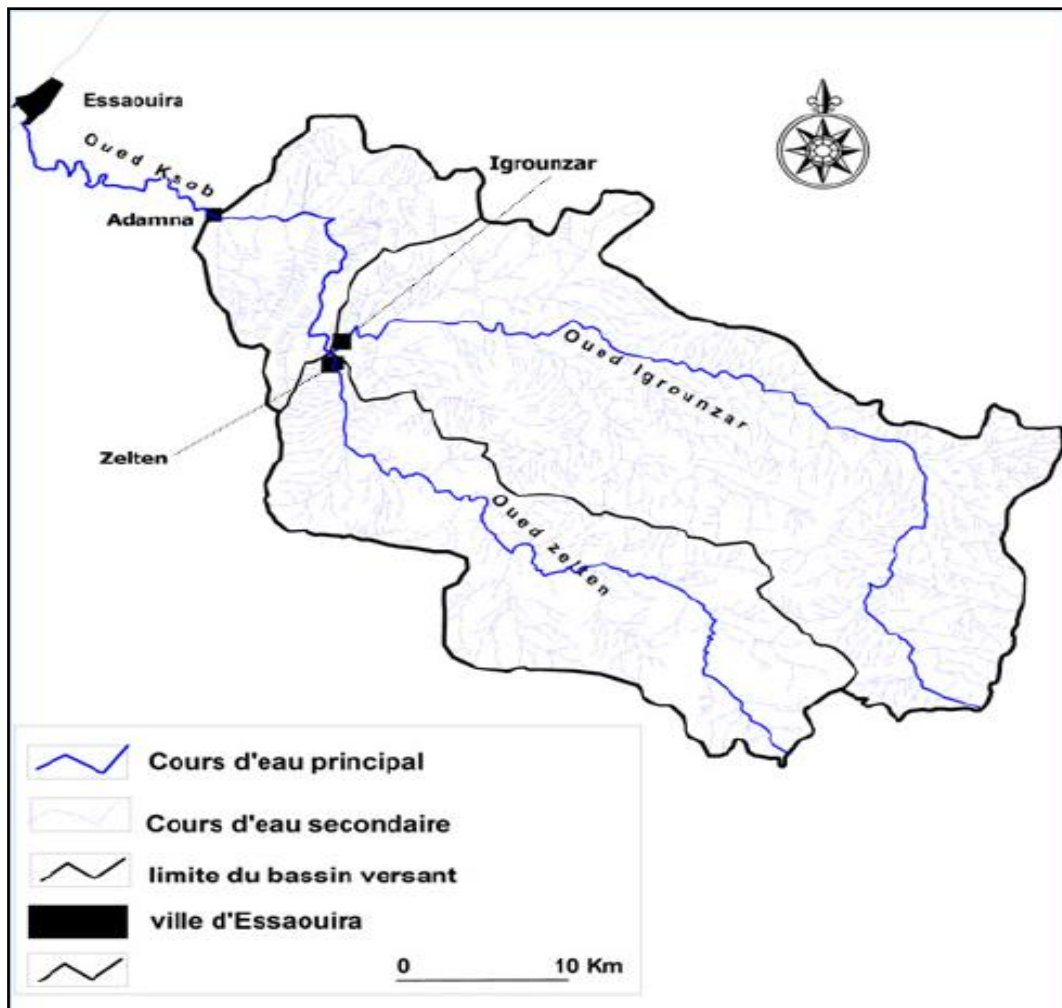 Essaouira
Oued Ksob
Igrounzar
Adamna
Oued Igrounzar
Zelten
Oued zelten
Cours d'eau principal
Cours d'eau secondaire
limite du bassin versant
ville d'Essaouira
0 10 Km